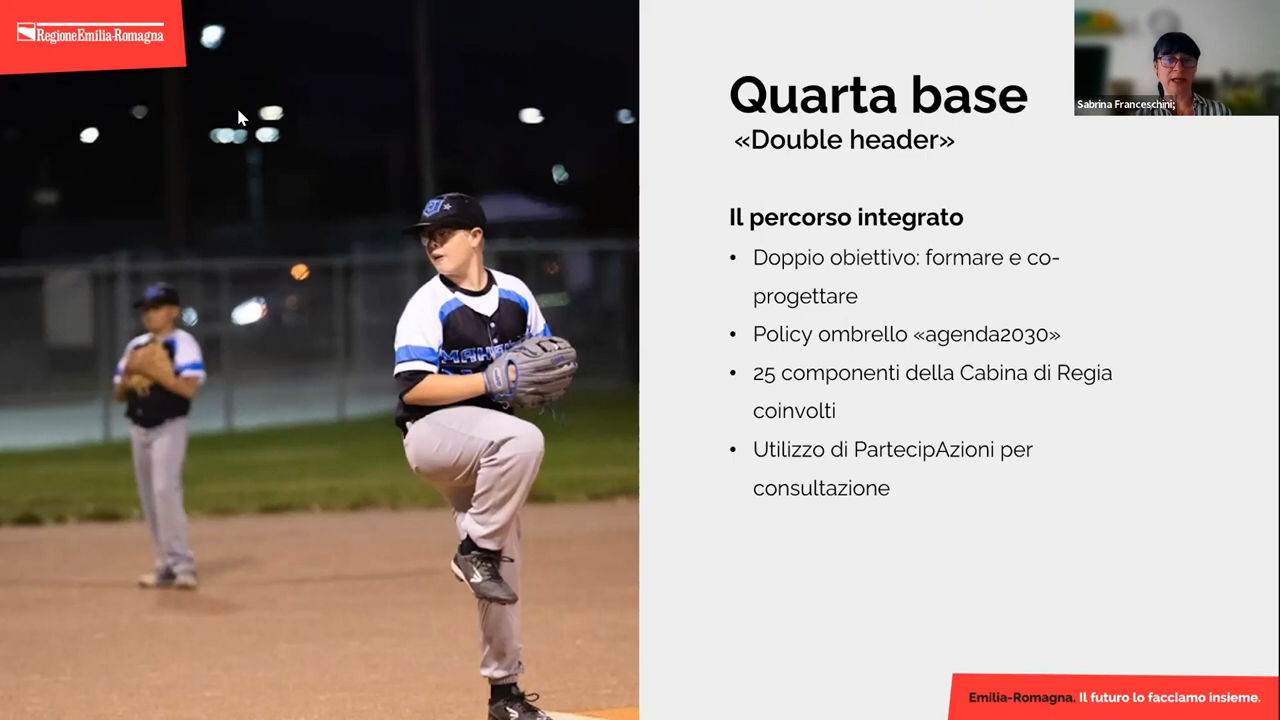 RegioneEmilia-Romagna
Quarta base
«Double header»
Sabrina Franceschini;
Il percorso integrato
• Doppio obiettivo: formare e co-
progettare
• Policy ombrello «agenda2030»
• 25 componenti della Cabina di Regia
coinvolti
• Utilizzo di PartecipAzioni per
consultazione
Emilia-Romagna. Il futuro lo facciamo insieme.